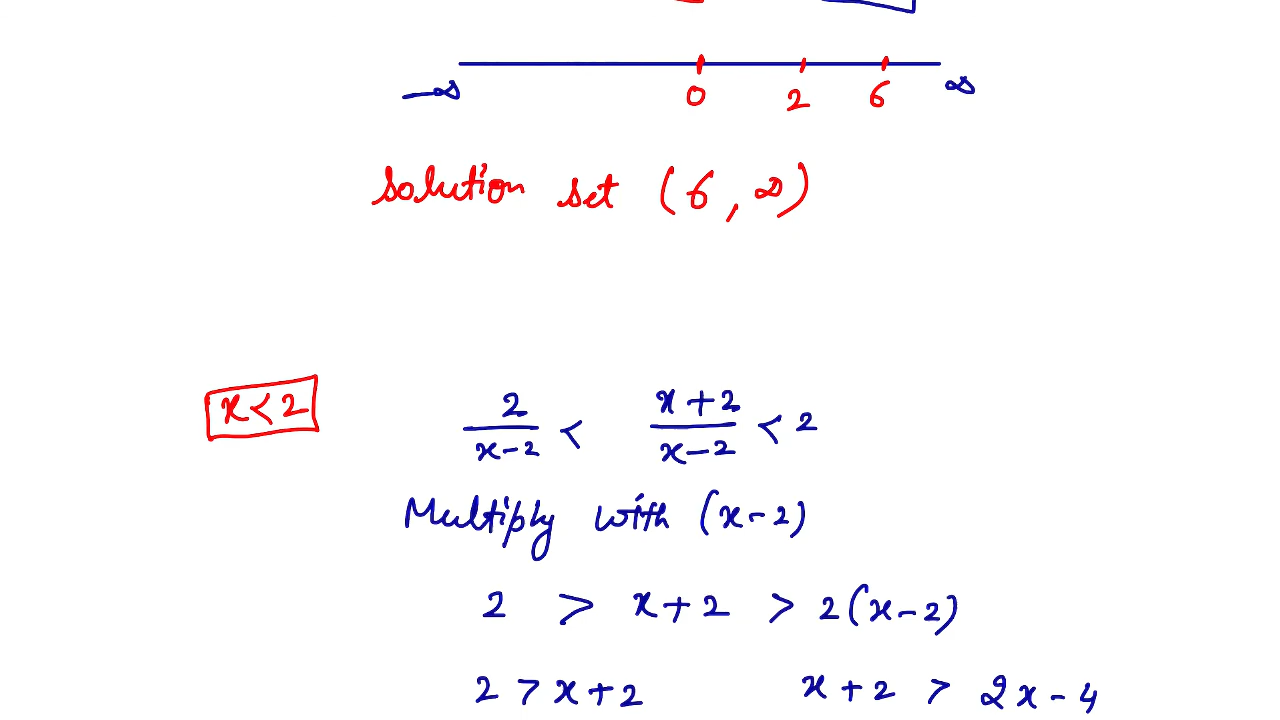 -∞ 0 2 6 ∞
Solution set (6, ∞)
x < 2
2/(x-2) < (x+2)/(x-2) < 2
Multiply with (x-2)
2 > x+2 > 2(x-2)
2 > x+2 x+2 > 2x-4